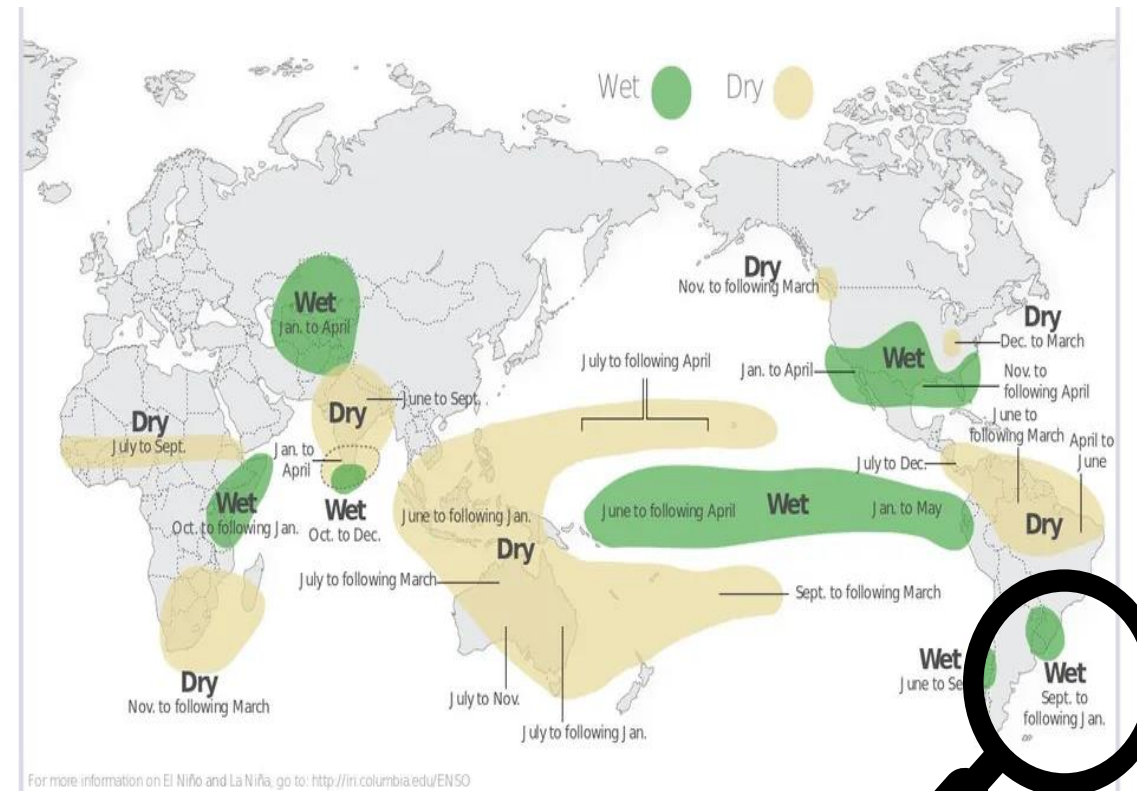 Wet
Dry
Wet
Jan. to April
Dry
Nov. to following March
Dry
Dec. to March
Wet
Jan. to April
Nov. to
following April
July to following April
Dry
June to Sept.
Dry
July to Sept.
Jan. to
April
Wet
Oct. to Dec.
Wet
Oct. to following Jan.
June to
following March
April to
June
July to Dec.
Dry
June to following Jan.
Dry
June to following April
Wet
Jan. to May
July to following March
Sept. to following March
Dry
Nov. to following March
July to Nov.
July to following Jan.
Wet
June to Se
Wet
Sept. to
following Jan.
For more information on El Niño and La Niña, go to: http://iri.columbia.edu/ENSO